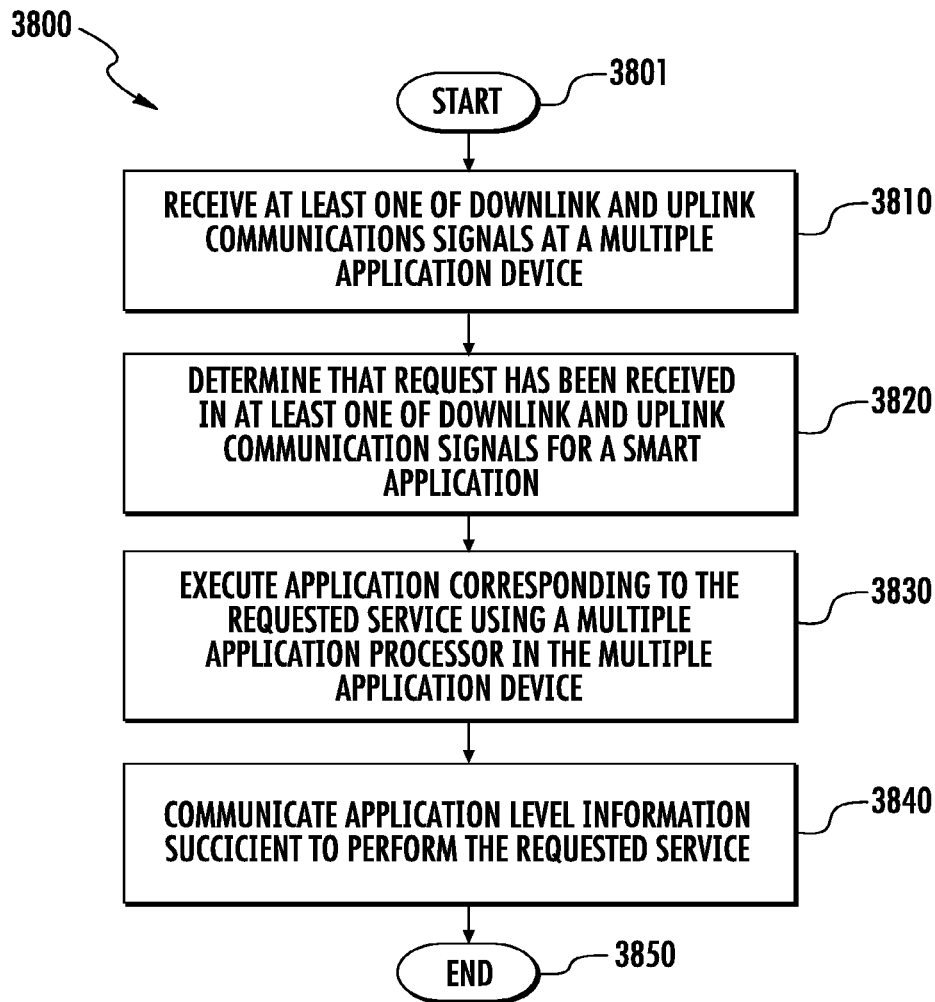 3800
START
3801
RECEIVE AT LEAST ONE OF DOWNLINK AND UPLINK
COMMUNICATIONS SIGNALS AT A MULTIPLE
APPLICATION DEVICE
3810
DETERMINE THAT REQUEST HAS BEEN RECEIVED
IN AT LEAST ONE OF DOWNLINK AND UPLINK
COMMUNICATION SIGNALS FOR A SMART
APPLICATION
3820
EXECUTE APPLICATION CORRESPONDING TO THE
REQUESTED SERVICE USING A MULTIPLE
APPLICATION PROCESSOR IN THE MULTIPLE
APPLICATION DEVICE
3830
COMMUNICATE APPLICATION LEVEL INFORMATION
SUCCICIENT TO PERFORM THE REQUESTED SERVICE
3840
END
3850